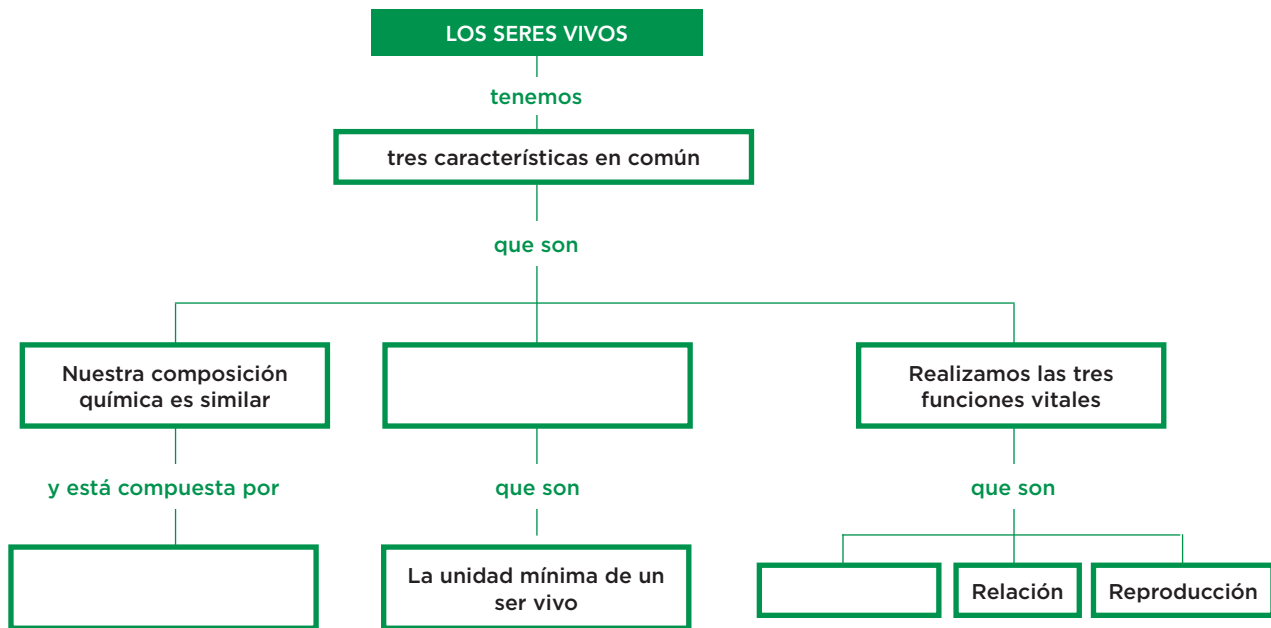 LOS SERES VIVOS
tenemos
tres características en común
que son
Nuestra composición
química es similar
Realizamos las tres
funciones vitales
y está compuesta por
que son
que son
La unidad mínima de un
ser vivo
Relación
Reproducción